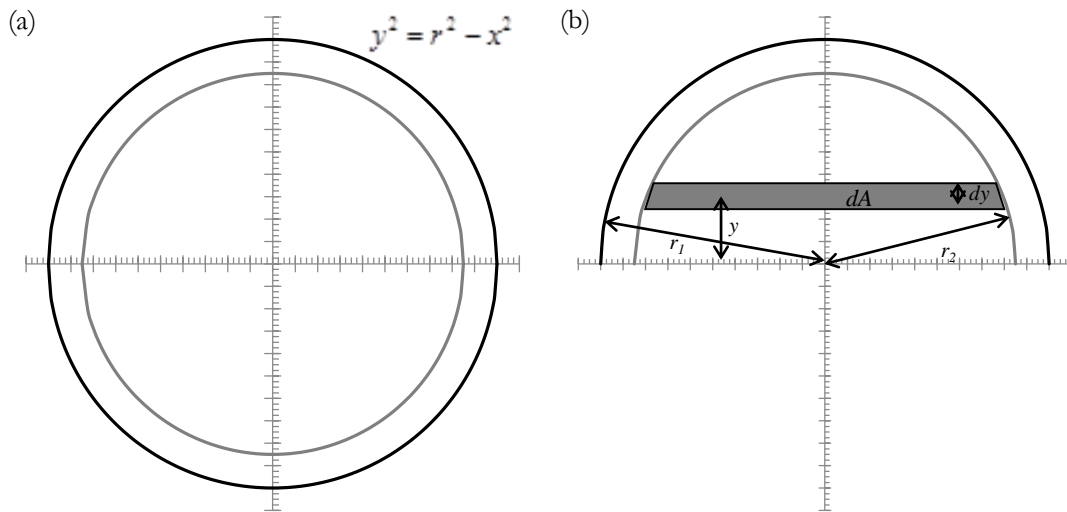 (a)
y² = r² − x²
(b)
dA
dy
y
r₁
r₂